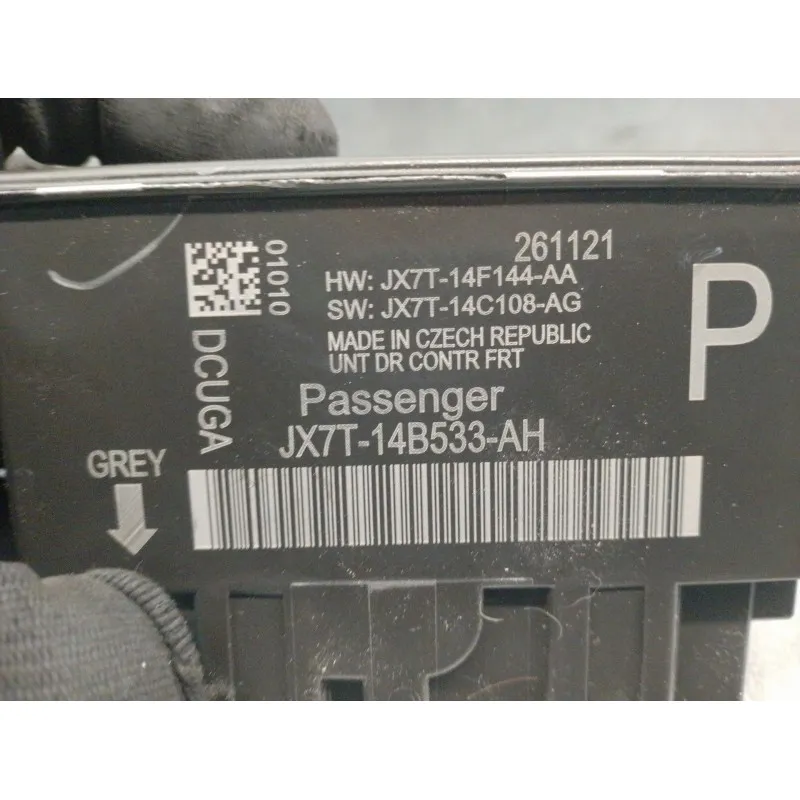 261121
01010
HW: JX7T-14F144-AA
SW: JX7T-14C108-AG
MADE IN CZECH REPUBLIC
UNT DR CONTR FRT
P
DCUGA
Passenger
JX7T-14B533-AH
GREY